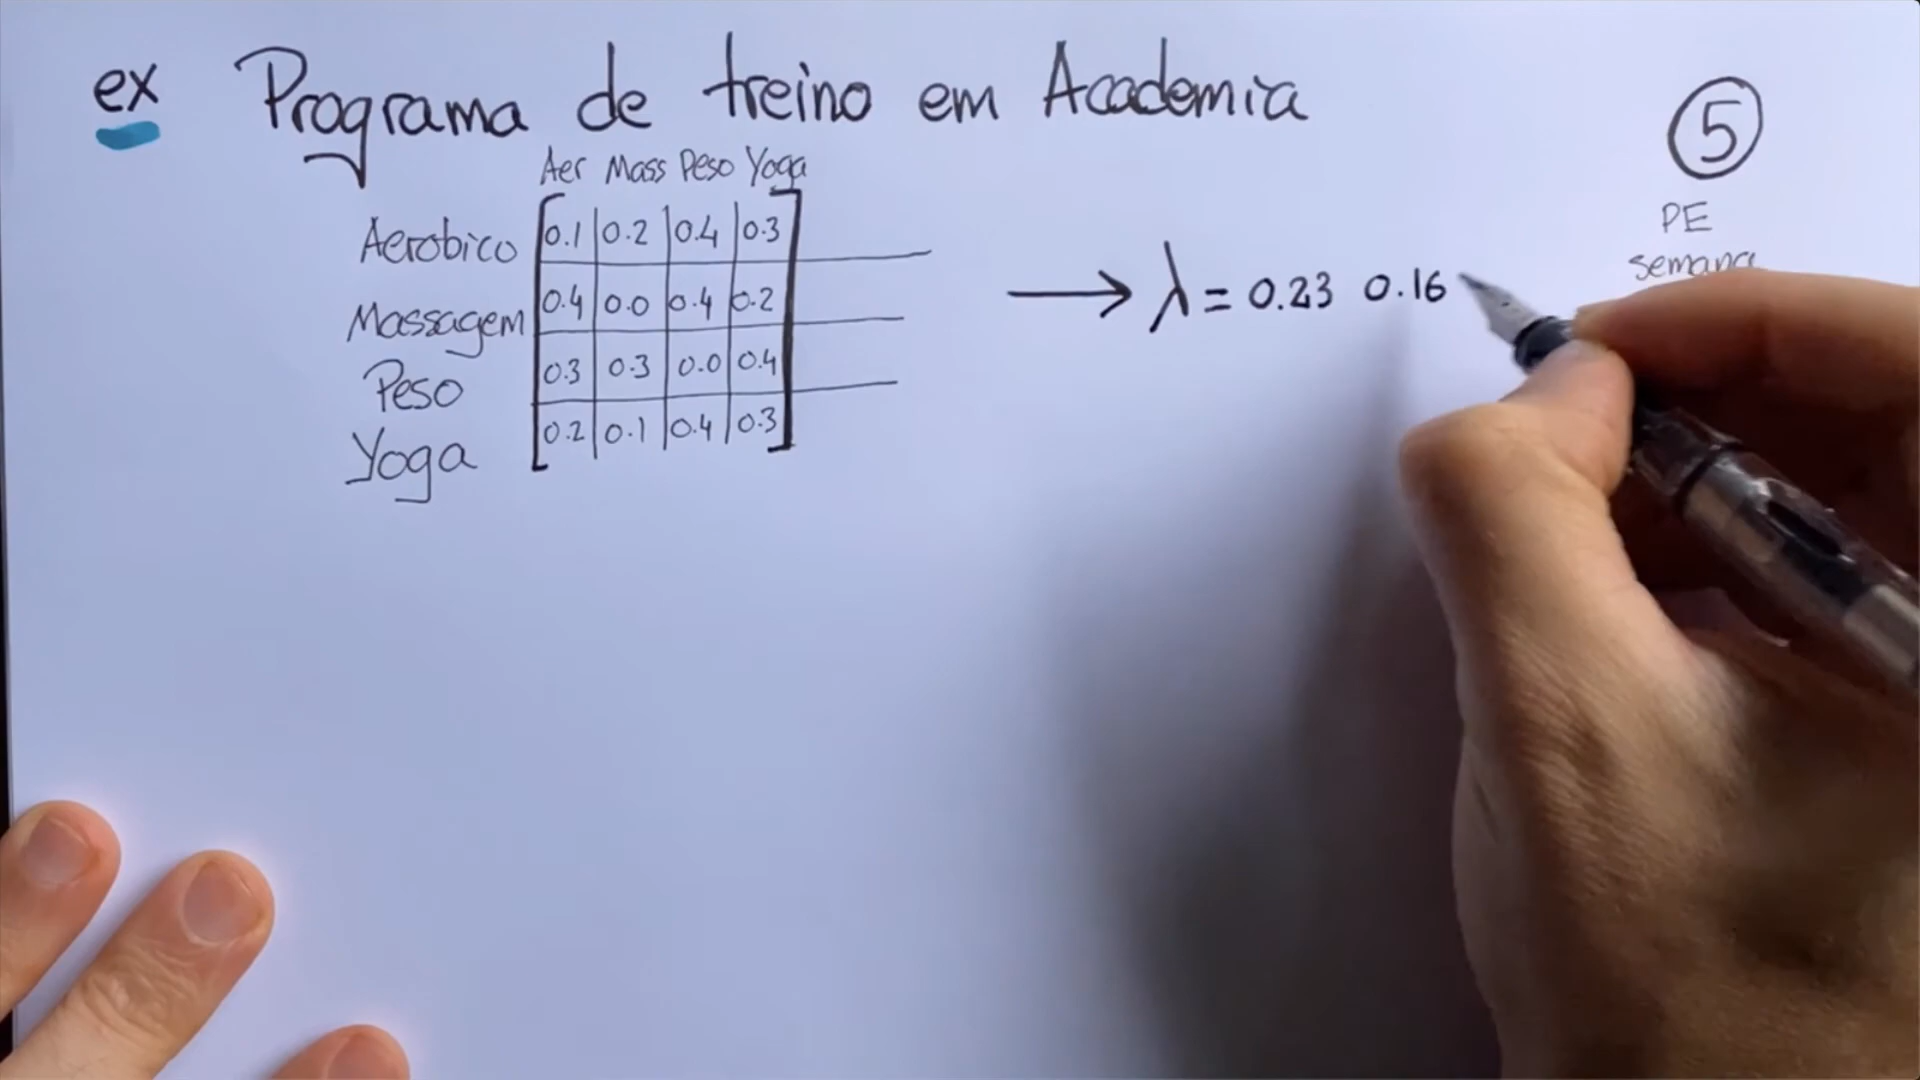 ex Programa de treino em Academia
5
PE
semana
Aer Mass Peso Yoga
Aerobico 0.1 0.2 0.4 0.3
Massagem 0.4 0.0 0.4 0.2
Peso 0.3 0.3 0.0 0.4
Yoga 0.2 0.1 0.4 0.3
→ λ = 0.23 0.16